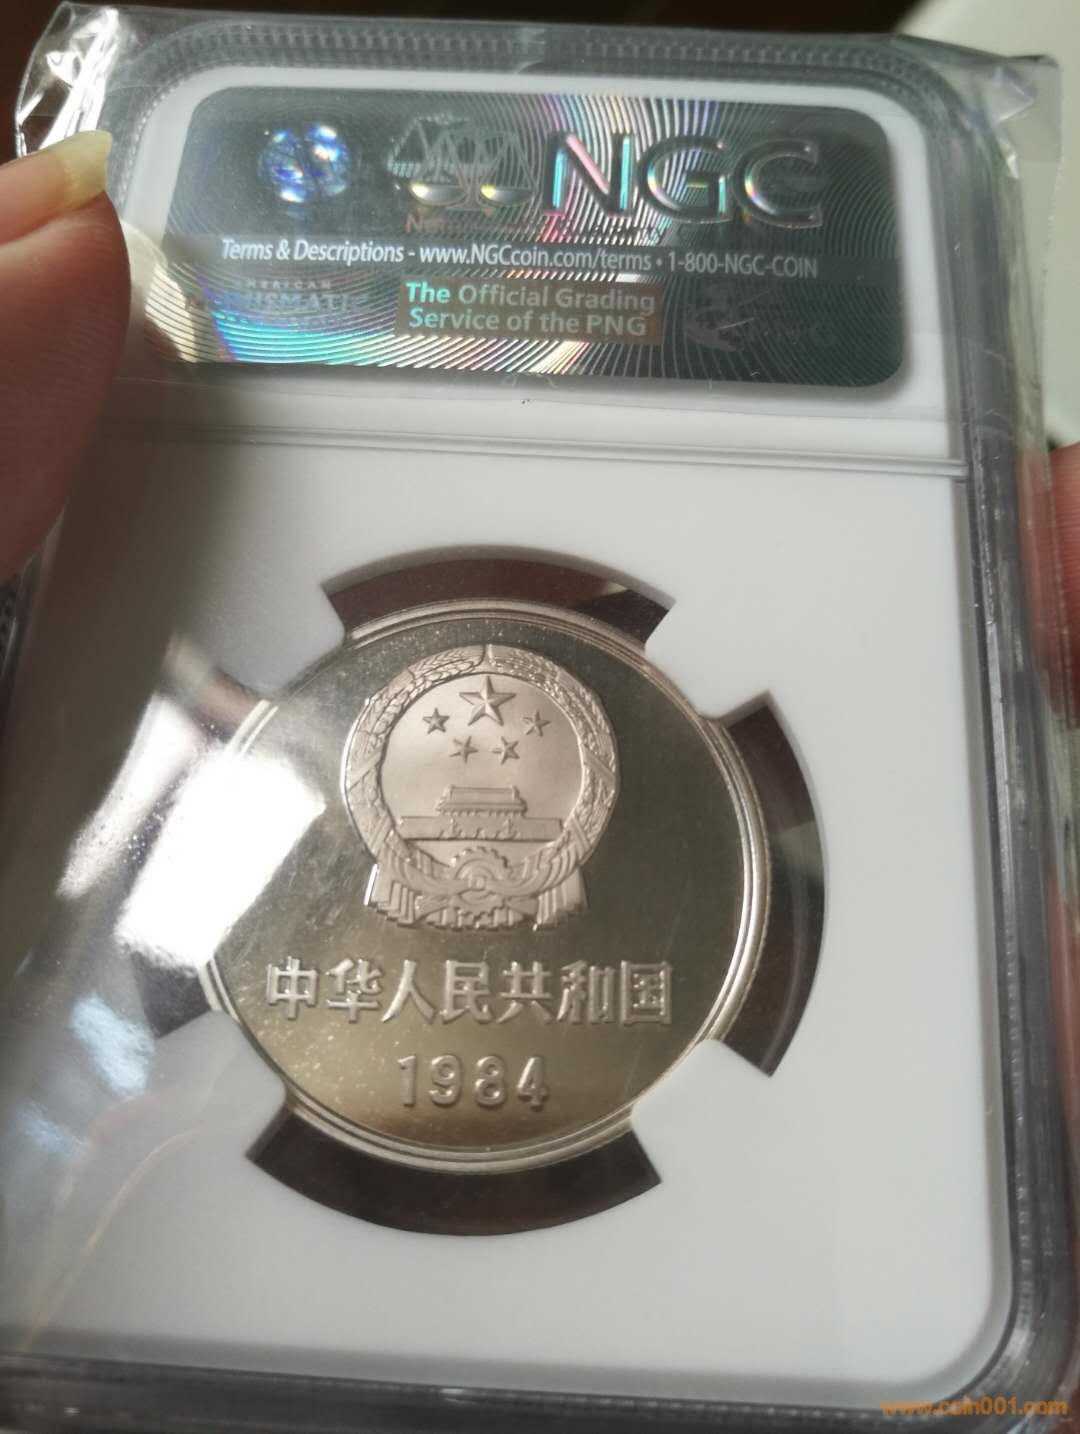 NGC
Terms & Descriptions - www.NGCcoin.com/terms • 1-800-NGC-COIN
The Official Grading
Service of the PNG
中华人民共和国
1984
www.coin001.com